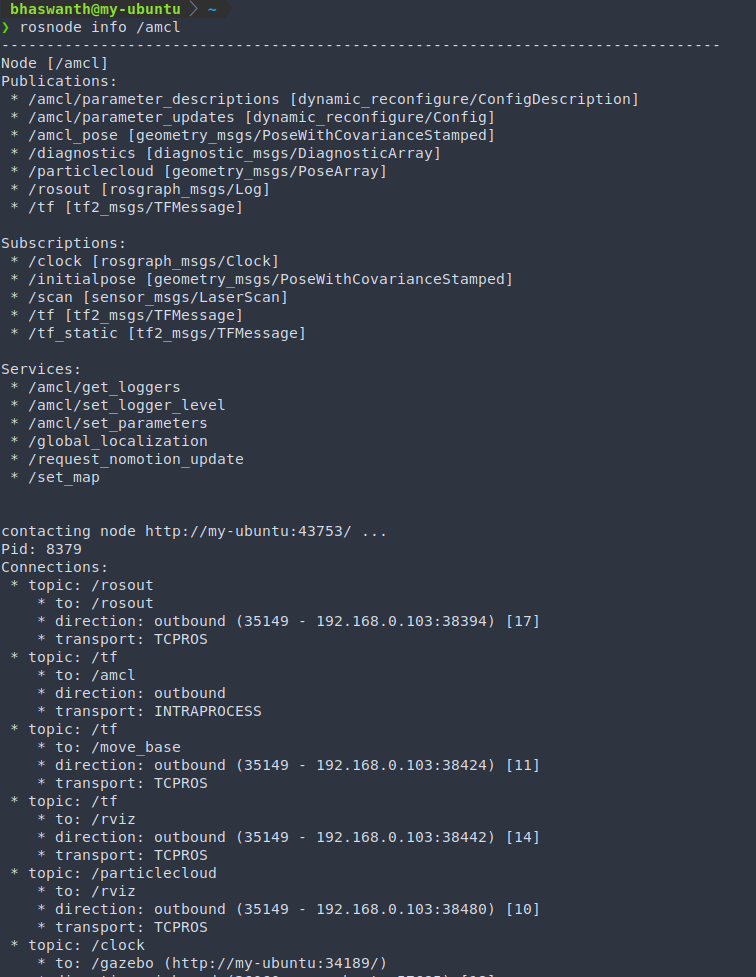 bhaswanth@my-ubuntu ~
❯ rosnode info /amcl
--------------------------------------------------------------------------------
Node [/amcl]
Publications:
 * /amcl/parameter_descriptions [dynamic_reconfigure/ConfigDescription]
 * /amcl/parameter_updates [dynamic_reconfigure/Config]
 * /amcl_pose [geometry_msgs/PoseWithCovarianceStamped]
 * /diagnostics [diagnostic_msgs/DiagnosticArray]
 * /particlecloud [geometry_msgs/PoseArray]
 * /rosout [rosgraph_msgs/Log]
 * /tf [tf2_msgs/TFMessage]

Subscriptions:
 * /clock [rosgraph_msgs/Clock]
 * /initialpose [geometry_msgs/PoseWithCovarianceStamped]
 * /scan [sensor_msgs/LaserScan]
 * /tf [tf2_msgs/TFMessage]
 * /tf_static [tf2_msgs/TFMessage]

Services:
 * /amcl/get_loggers
 * /amcl/set_logger_level
 * /amcl/set_parameters
 * /global_localization
 * /request_nomotion_update
 * /set_map


contacting node http://my-ubuntu:43753/ ...
Pid: 8379
Connections:
 * topic: /rosout
    * to: /rosout
    * direction: outbound (35149 - 192.168.0.103:38394) [17]
    * transport: TCPROS
 * topic: /tf
    * to: /amcl
    * direction: outbound
    * transport: INTRAPROCESS
 * topic: /tf
    * to: /move_base
    * direction: outbound (35149 - 192.168.0.103:38424) [11]
    * transport: TCPROS
 * topic: /tf
    * to: /rviz
    * direction: outbound (35149 - 192.168.0.103:38442) [14]
    * transport: TCPROS
 * topic: /particlecloud
    * to: /rviz
    * direction: outbound (35149 - 192.168.0.103:38480) [10]
    * transport: TCPROS
 * topic: /clock
    * to: /gazebo (http://my-ubuntu:34189/)